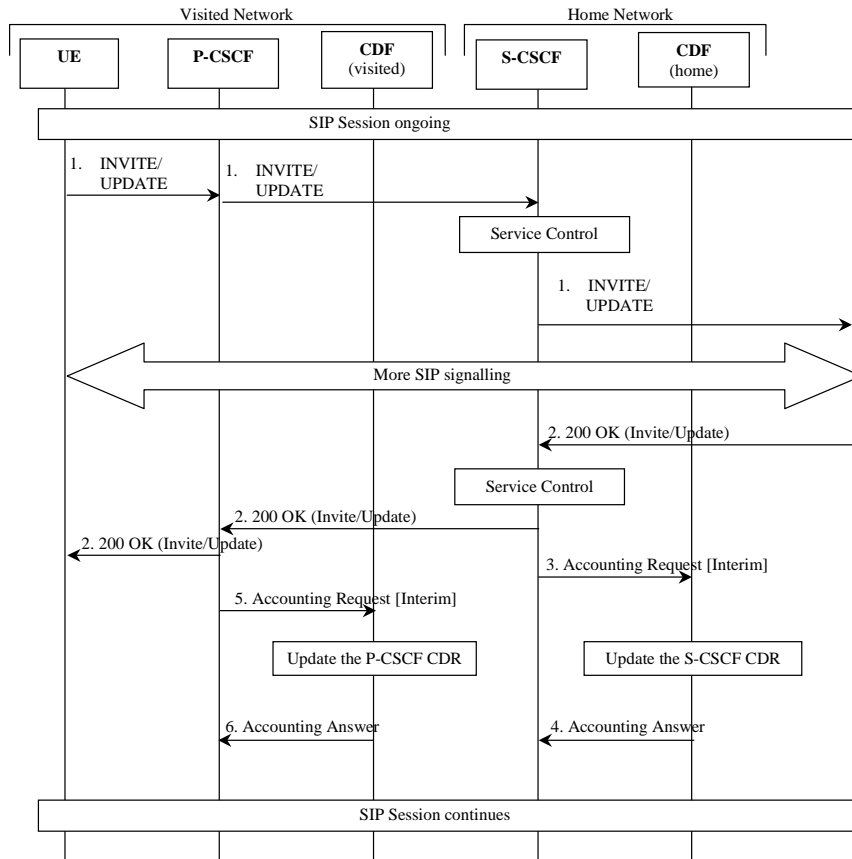 Visited Network
Home Network
UE
P-CSCF
CDF
(visited)
S-CSCF
CDF
(home)
SIP Session ongoing
1. INVITE/
UPDATE
1. INVITE/
UPDATE
Service Control
1. INVITE/
UPDATE
More SIP signalling
2. 200 OK (Invite/Update)
Service Control
2. 200 OK (Invite/Update)
2. 200 OK (Invite/Update)
3. Accounting Request [Interim]
5. Accounting Request [Interim]
Update the P-CSCF CDR
Update the S-CSCF CDR
6. Accounting Answer
4. Accounting Answer
SIP Session continues